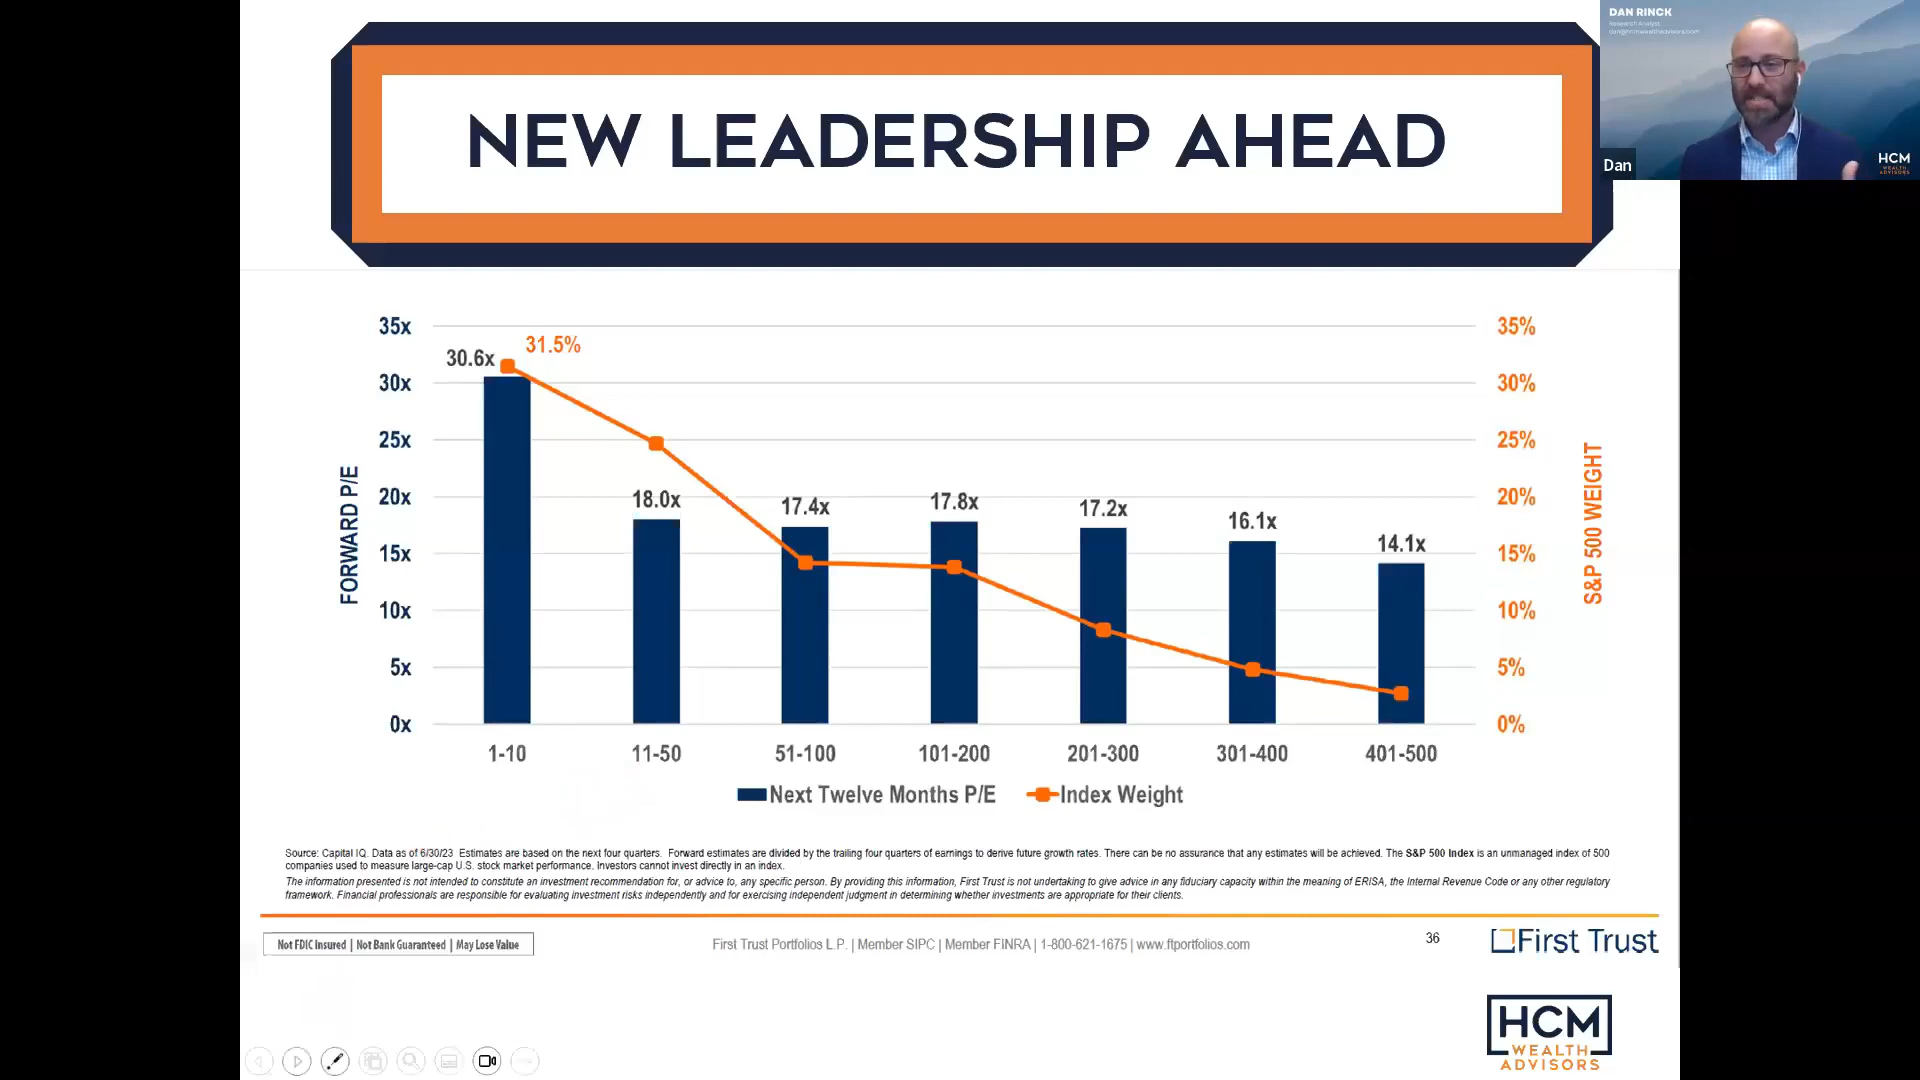 NEW LEADERSHIP AHEAD
DAN RINCK
Research Analyst
dan@hcmwealthadvisors.com
Dan
HCM
WEALTH
ADVISORS
FORWARD P/E
35x
30x
25x
20x
15x
10x
5x
0x
30.6x
31.5%
18.0x
17.4x
17.8x
17.2x
16.1x
14.1x
35%
30%
25%
20%
15%
10%
5%
0%
S&P 500 WEIGHT
1-10 11-50 51-100 101-200 201-300 301-400 401-500
Next Twelve Months P/E Index Weight
Source: Capital IQ. Data as of 6/30/23 Estimates are based on the next four quarters. Forward estimates are divided by the trailing four quarters of earnings to derive future growth rates. There can be no assurance that any estimates will be achieved. The S&P 500 Index is an unmanaged index of 500
companies used to measure large-cap U.S. stock market performance. Investors cannot invest directly in an index.
The information presented is not intended to constitute an investment recommendation for, or advice to, any specific person. By providing this information, First Trust is not undertaking to give advice in any fiduciary capacity within the meaning of ERISA, the Internal Revenue Code or any other regulatory
framework. Financial professionals are responsible for evaluating investment risks independently and for exercising independent judgment in determining whether investments are appropriate for their clients.
Not FDIC Insured | Not Bank Guaranteed | May Lose Value
First Trust Portfolios L.P. | Member SIPC | Member FINRA | 1-800-621-1675 | www.ftportfolios.com
36
First Trust
HCM
WEALTH
ADVISORS